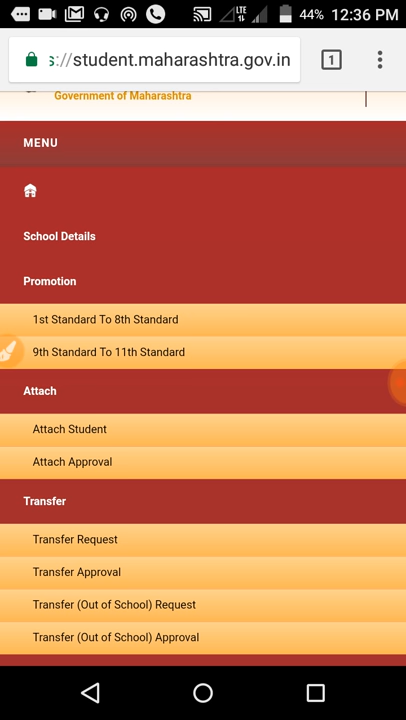 LTE
44% 12:36 PM
s://student.maharashtra.gov.in
1
Government of Maharashtra
MENU
School Details
Promotion
1st Standard To 8th Standard
9th Standard To 11th Standard
Attach
Attach Student
Attach Approval
Transfer
Transfer Request
Transfer Approval
Transfer (Out of School) Request
Transfer (Out of School) Approval